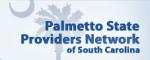 Palmetto State
Providers Network
of South Carolina